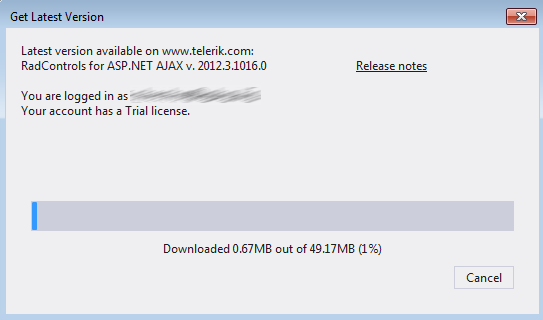 Get Latest Version
Latest version available on www.telerik.com:
RadControls for ASP.NET AJAX v. 2012.3.1016.0
Release notes
You are logged in as
Your account has a Trial license.
Downloaded 0.67MB out of 49.17MB (1%)
Cancel